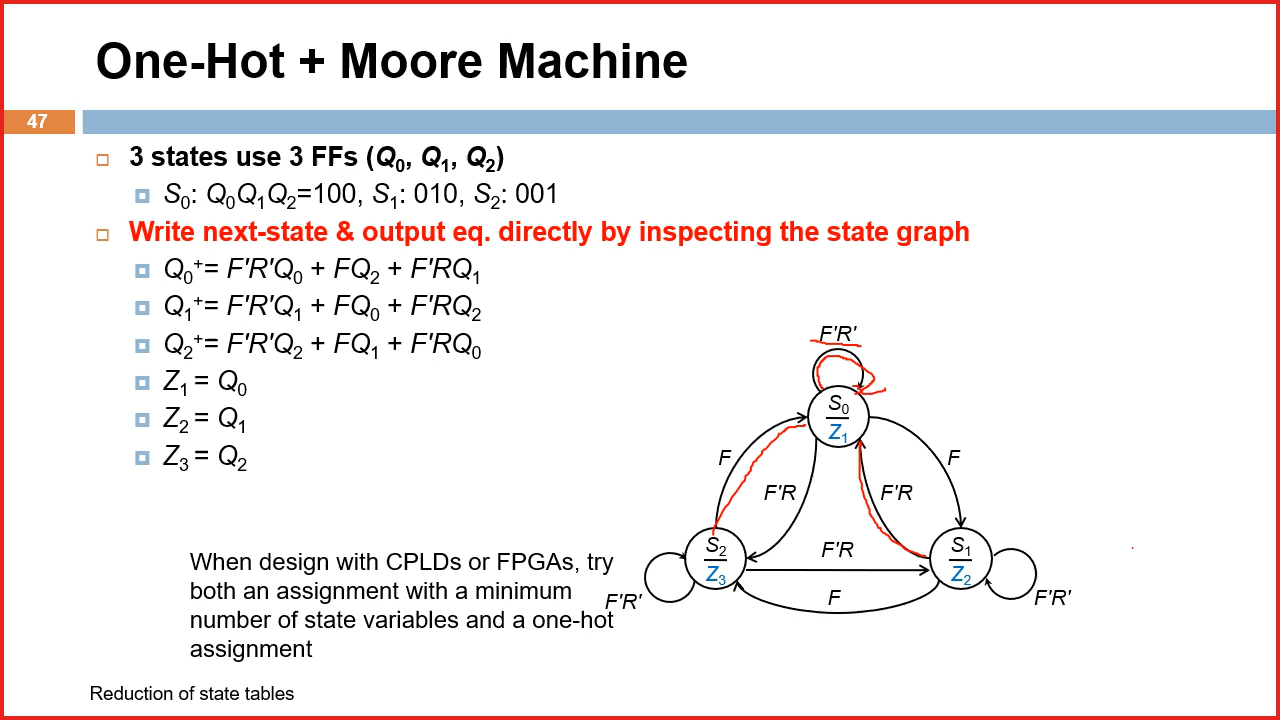 One-Hot + Moore Machine
47
3 states use 3 FFs (Q₀, Q₁, Q₂)
S₀: Q₀Q₁Q₂=100, S₁: 010, S₂: 001
Write next-state & output eq. directly by inspecting the state graph
Q₀⁺= F'R'Q₀ + FQ₂ + F'RQ₁
Q₁⁺= F'R'Q₁ + FQ₀ + F'RQ₂
Q₂⁺= F'R'Q₂ + FQ₁ + F'RQ₀
Z₁ = Q₀
Z₂ = Q₁
Z₃ = Q₂
F'R'
S₀
Z₁
F
F
F'R
F'R
S₂
Z₃
F'R
S₁
Z₂
F'R'
F
F'R'
When design with CPLDs or FPGAs, try
both an assignment with a minimum
number of state variables and a one-hot
assignment
Reduction of state tables